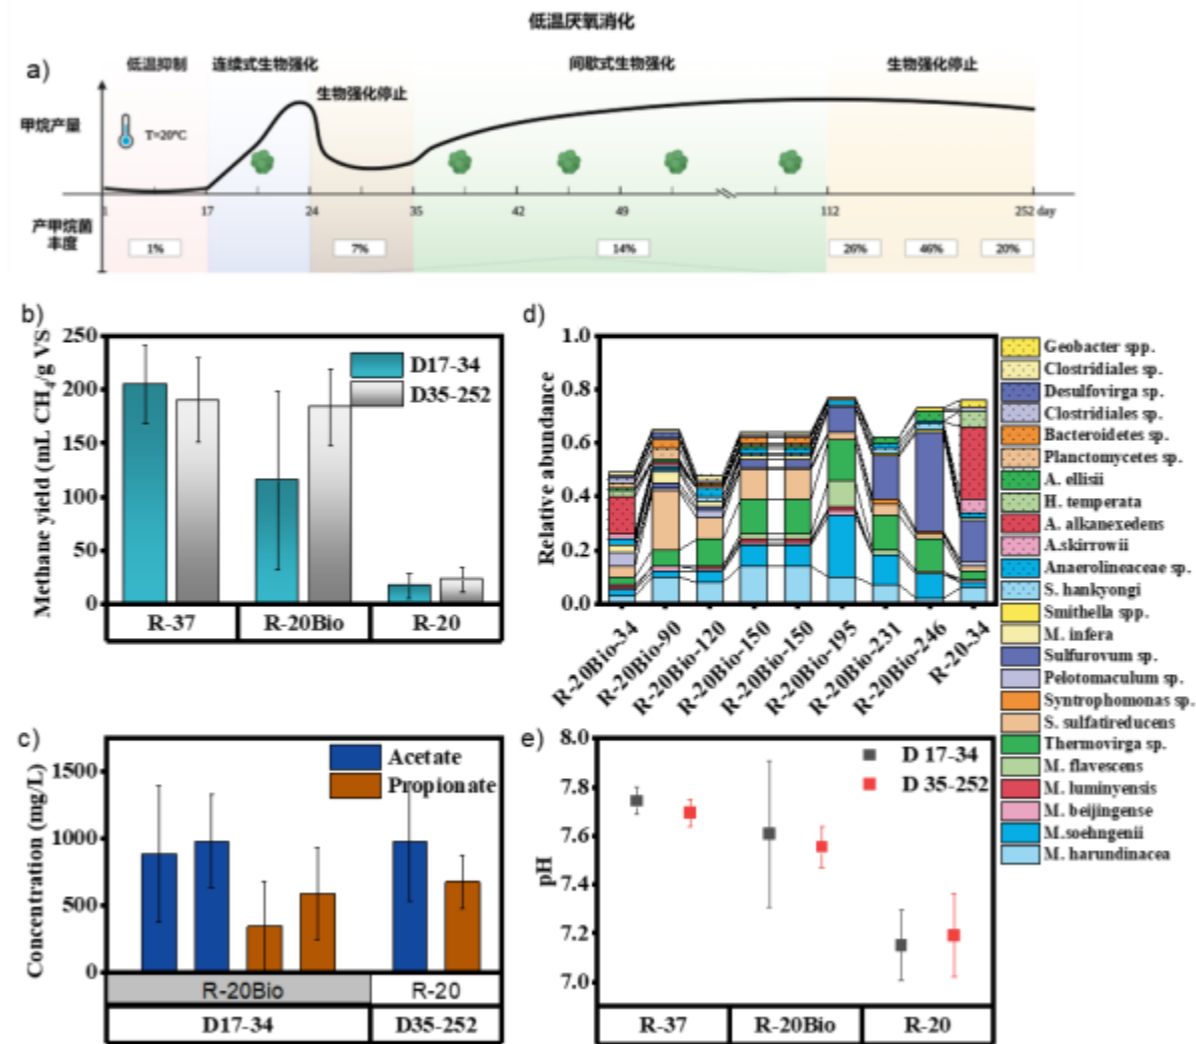 低温厌氧消化
a)
低温抑制
连续式生物强化
生物强化停止
间歇式生物强化
生物强化停止
甲烷产量
T=20°C
1 17 24 35 42 49 112 252 day
产甲烷菌
丰度
1% 7% 14% 26% 46% 20%
b)
Methane yield (mL CH₄/g VS)
250
200
150
100
50
0
D17-34
D35-252
R-37 R-20Bio R-20
d)
Relative abundance
1.0
0.8
0.6
0.4
0.2
0.0
R-20Bio-34
R-20Bio-90
R-20Bio-120
R-20Bio-150
R-20Bio-150
R-20Bio-195
R-20Bio-231
R-20Bio-246
R-20-34
Geobacter spp.
Clostridiales sp.
Desulfovirga sp.
Clostridiales sp.
Bacteroidetes sp.
Planctomycetes sp.
A. ellisii
H. temperata
A. alkanexedens
A.skirrowii
Anaerolineaceae sp.
S. hankyongi
Smithella spp.
M. infera
Sulfurovum sp.
Pelotomaculum sp.
Syntrophomonas sp.
S. sulfatireducens
Thermovirga sp.
M. flavescens
M. luminyensis
M. beijingense
M.soehngenii
M. harundinacea
c)
Concentration (mg/L)
1500
1000
500
0
Acetate
Propionate
R-20Bio R-20
D17-34 D35-252
e)
pH
8.0
7.8
7.6
7.4
7.2
7.0
D 17-34
D 35-252
R-37 R-20Bio R-20